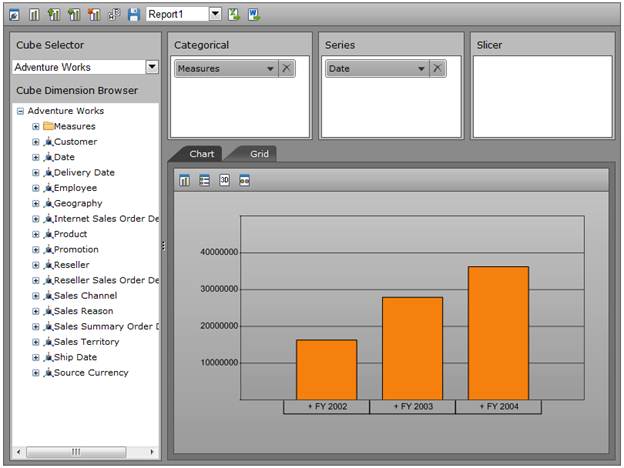 Report1
Cube Selector
Adventure Works
Cube Dimension Browser
Adventure Works
Measures
Customer
Date
Delivery Date
Employee
Geography
Internet Sales Order De
Product
Promotion
Reseller
Reseller Sales Order De
Sales Channel
Sales Reason
Sales Summary Order D
Sales Territory
Ship Date
Source Currency
Categorical
Measures
Series
Date
Slicer
Chart
Grid
3D
40000000
30000000
20000000
10000000
+ FY 2002
+ FY 2003
+ FY 2004